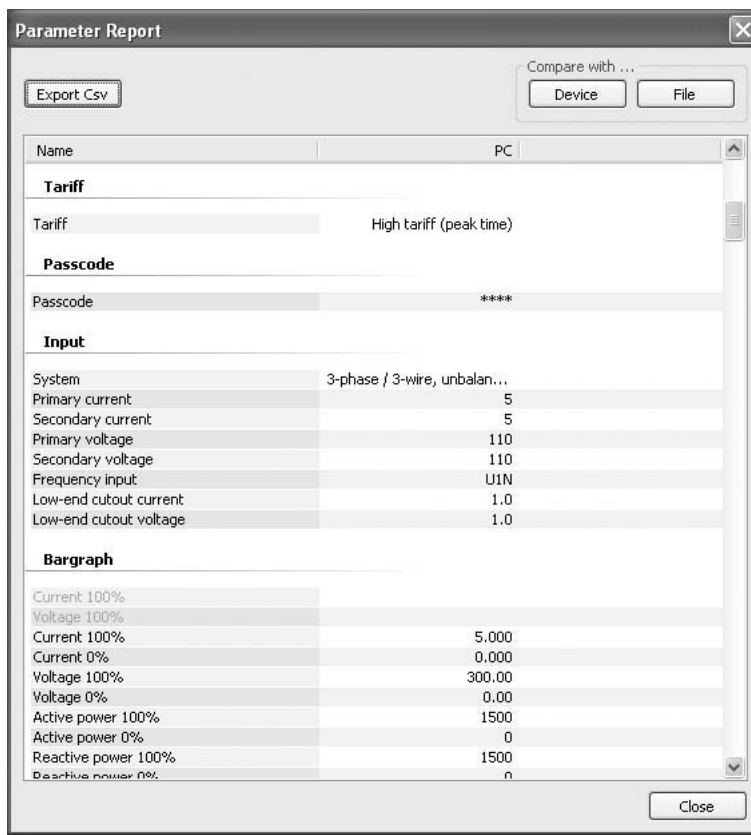 Parameter Report
Compare with ...
Export Csv Device File
Name PC
Tariff
Tariff High tariff (peak time)
Passcode
Passcode ****
Input
System 3-phase / 3-wire, unbalan...
Primary current 5
Secondary current 5
Primary voltage 110
Secondary voltage 110
Frequency input U1N
Low-end cutout current 1.0
Low-end cutout voltage 1.0
Bargraph
Current 100%
Voltage 100%
Current 100% 5.000
Current 0% 0.000
Voltage 100% 300.00
Voltage 0% 0.00
Active power 100% 1500
Active power 0% 0
Reactive power 100% 1500
Reactive power 0% 0
Close